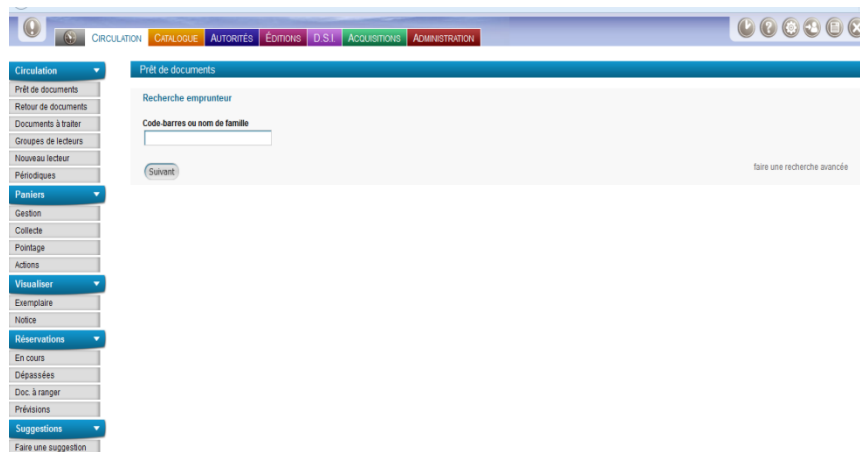 CIRCULATION CATALOGUE AUTORITÉS ÉDITIONS D.S.I. ACQUISITIONS ADMINISTRATION
Circulation
Prêt de documents
Retour de documents
Documents à traiter
Groupes de lecteurs
Nouveau lecteur
Périodiques
Paniers
Gestion
Collecte
Pointage
Actions
Visualiser
Exemplaire
Notice
Réservations
En cours
Dépassées
Doc. à ranger
Prévisions
Suggestions
Faire une suggestion
Prêt de documents
Recherche emprunteur
Code-barres ou nom de famille
Suivant
faire une recherche avancée